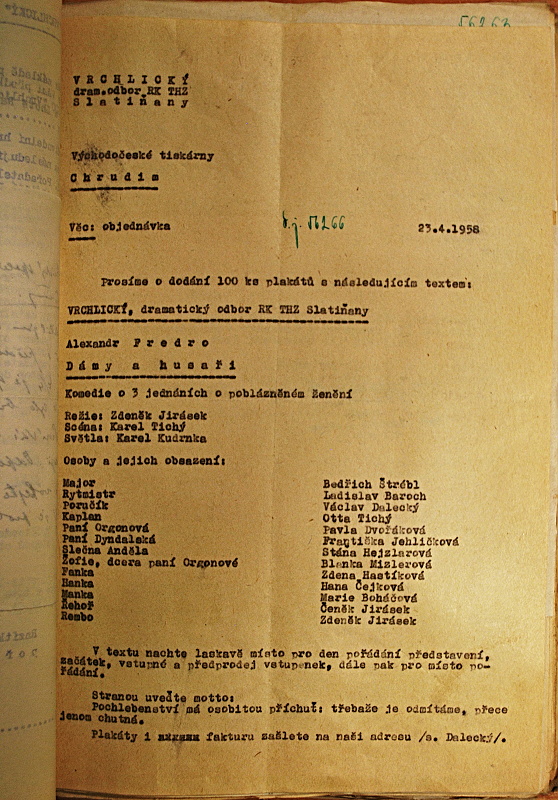 56263
VRCHLICKÝ
dram.odbor RK THZ
Slatiňany
Východočeské tiskárny
Chrudim
Věc: objednávka
č.j. 56266
23.4.1958
Prosíme o dodání 100 ks plakátů s následujícím textem:
VRCHLICKÝ, dramatický odbor RK THZ Slatiňany
Alexandr Fredro
Dámy a husaři
Komedie o 3 jednáních o poblázněném ženění
Režie: Zdeněk Jirásek
Scéna: Karel Tichý
Světla: Karel Kudrnka
Osoby a jejich obsazení:
Major Bedřich Štrébl
Rytmistr Ladislav Baroch
Poručík Václav Dalecký
Kaplan Otta Tichý
Paní Orgonová Pavla Dvořáková
Paní Dyndalská Františka Jehličková
Slečna Anděla Stána Hejzlarová
Žofie, dcera paní Orgonové Blanka Mizlerová
Fanka Zdena Hastíková
Hanka Hana Čejková
Manka Marie Boháčová
Řehoř Čeněk Jirásek
Rembo Zdeněk Jirásek
V textu nachte laskavě místo pro den pořádání představení,
začátek, vstupné a předprodej vstupenek, dále pak pro místo po-
řádání.
Stranou uveďte motto:
Pochlebenství má osobitou příchuť: třebaže je odmítáme, přece
jenom chutná.
Plakáty i fakturu zašlete na naši adresu /s. Dalecký/.